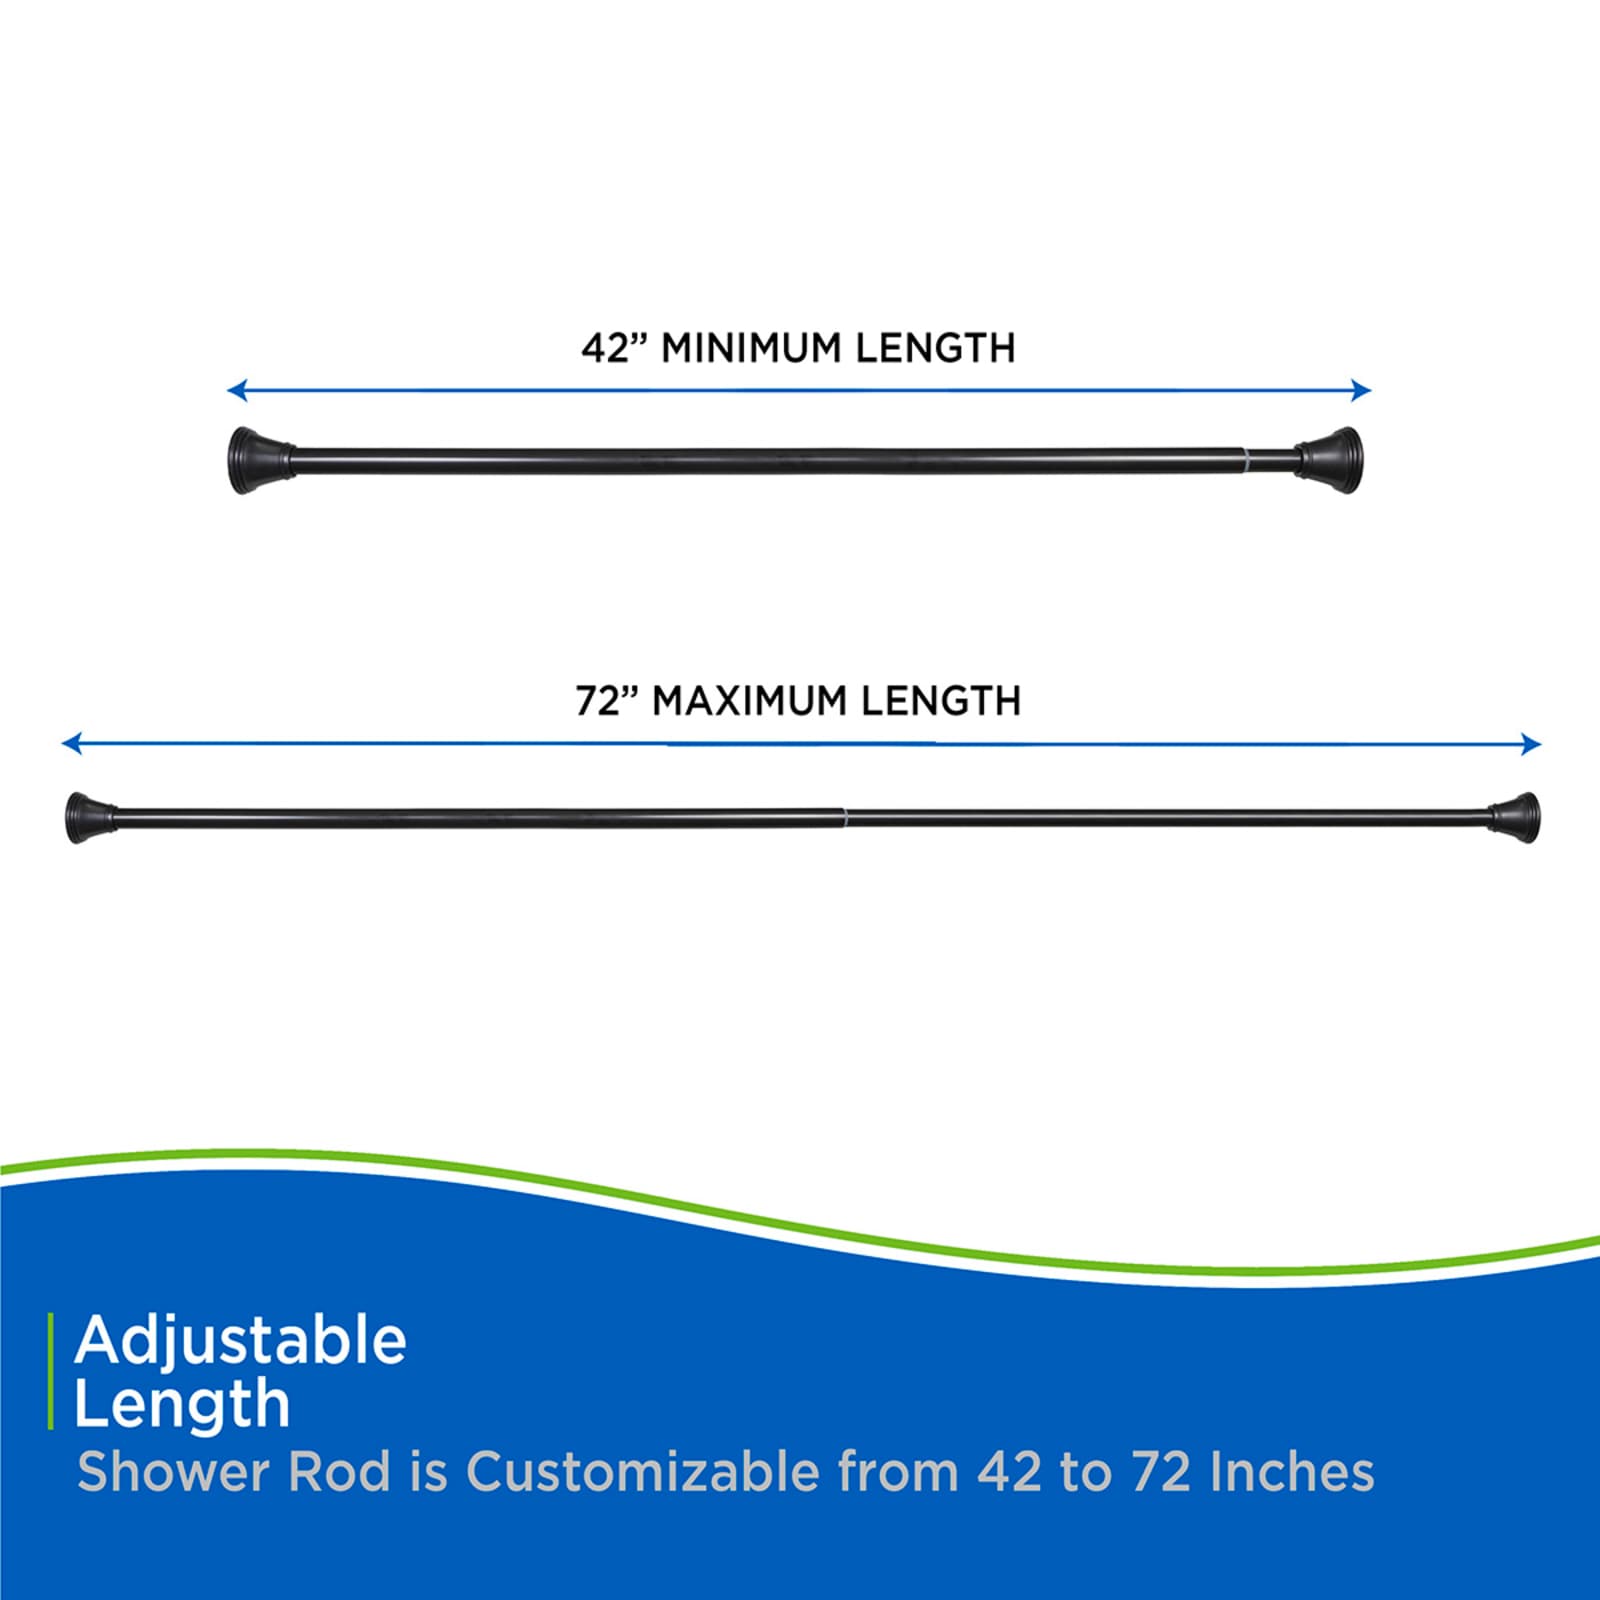 42” MINIMUM LENGTH
72” MAXIMUM LENGTH
Adjustable
Length
Shower Rod is Customizable from 42 to 72 Inches